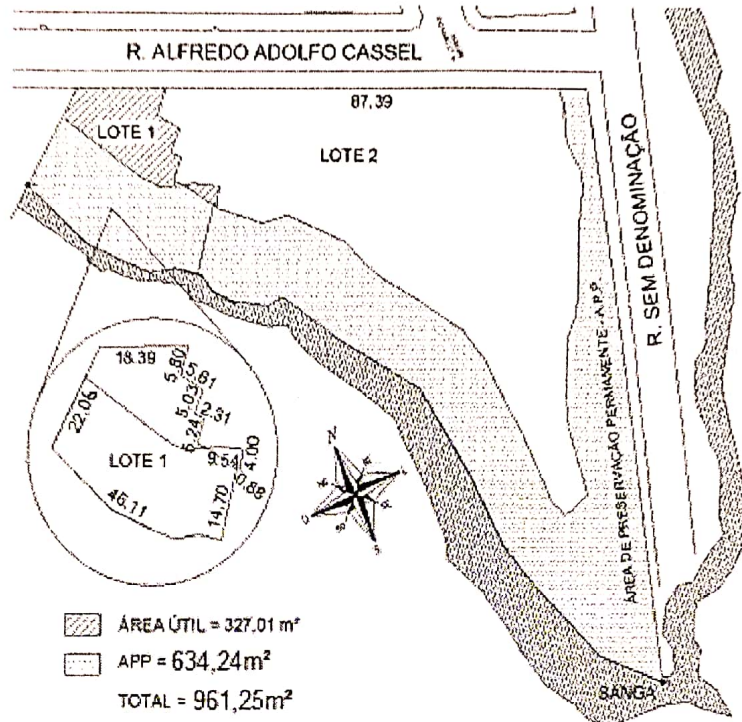 R. ALFREDO ADOLFO CASSEL
87,39
LOTE 1
LOTE 2
R. SEM DENOMINAÇÃO
ÁREA DE PRESERVAÇÃO PERMANENTE - A.P.P.
18.39
5.80
5.61
5.03
2.31
5.24
22.06
LOTE 1
9.54
4.00
0.88
14.70
46.11
N
S
ÁREA ÚTIL = 327,01 m²
APP = 634,24m²
TOTAL = 961,25m²
SANGA